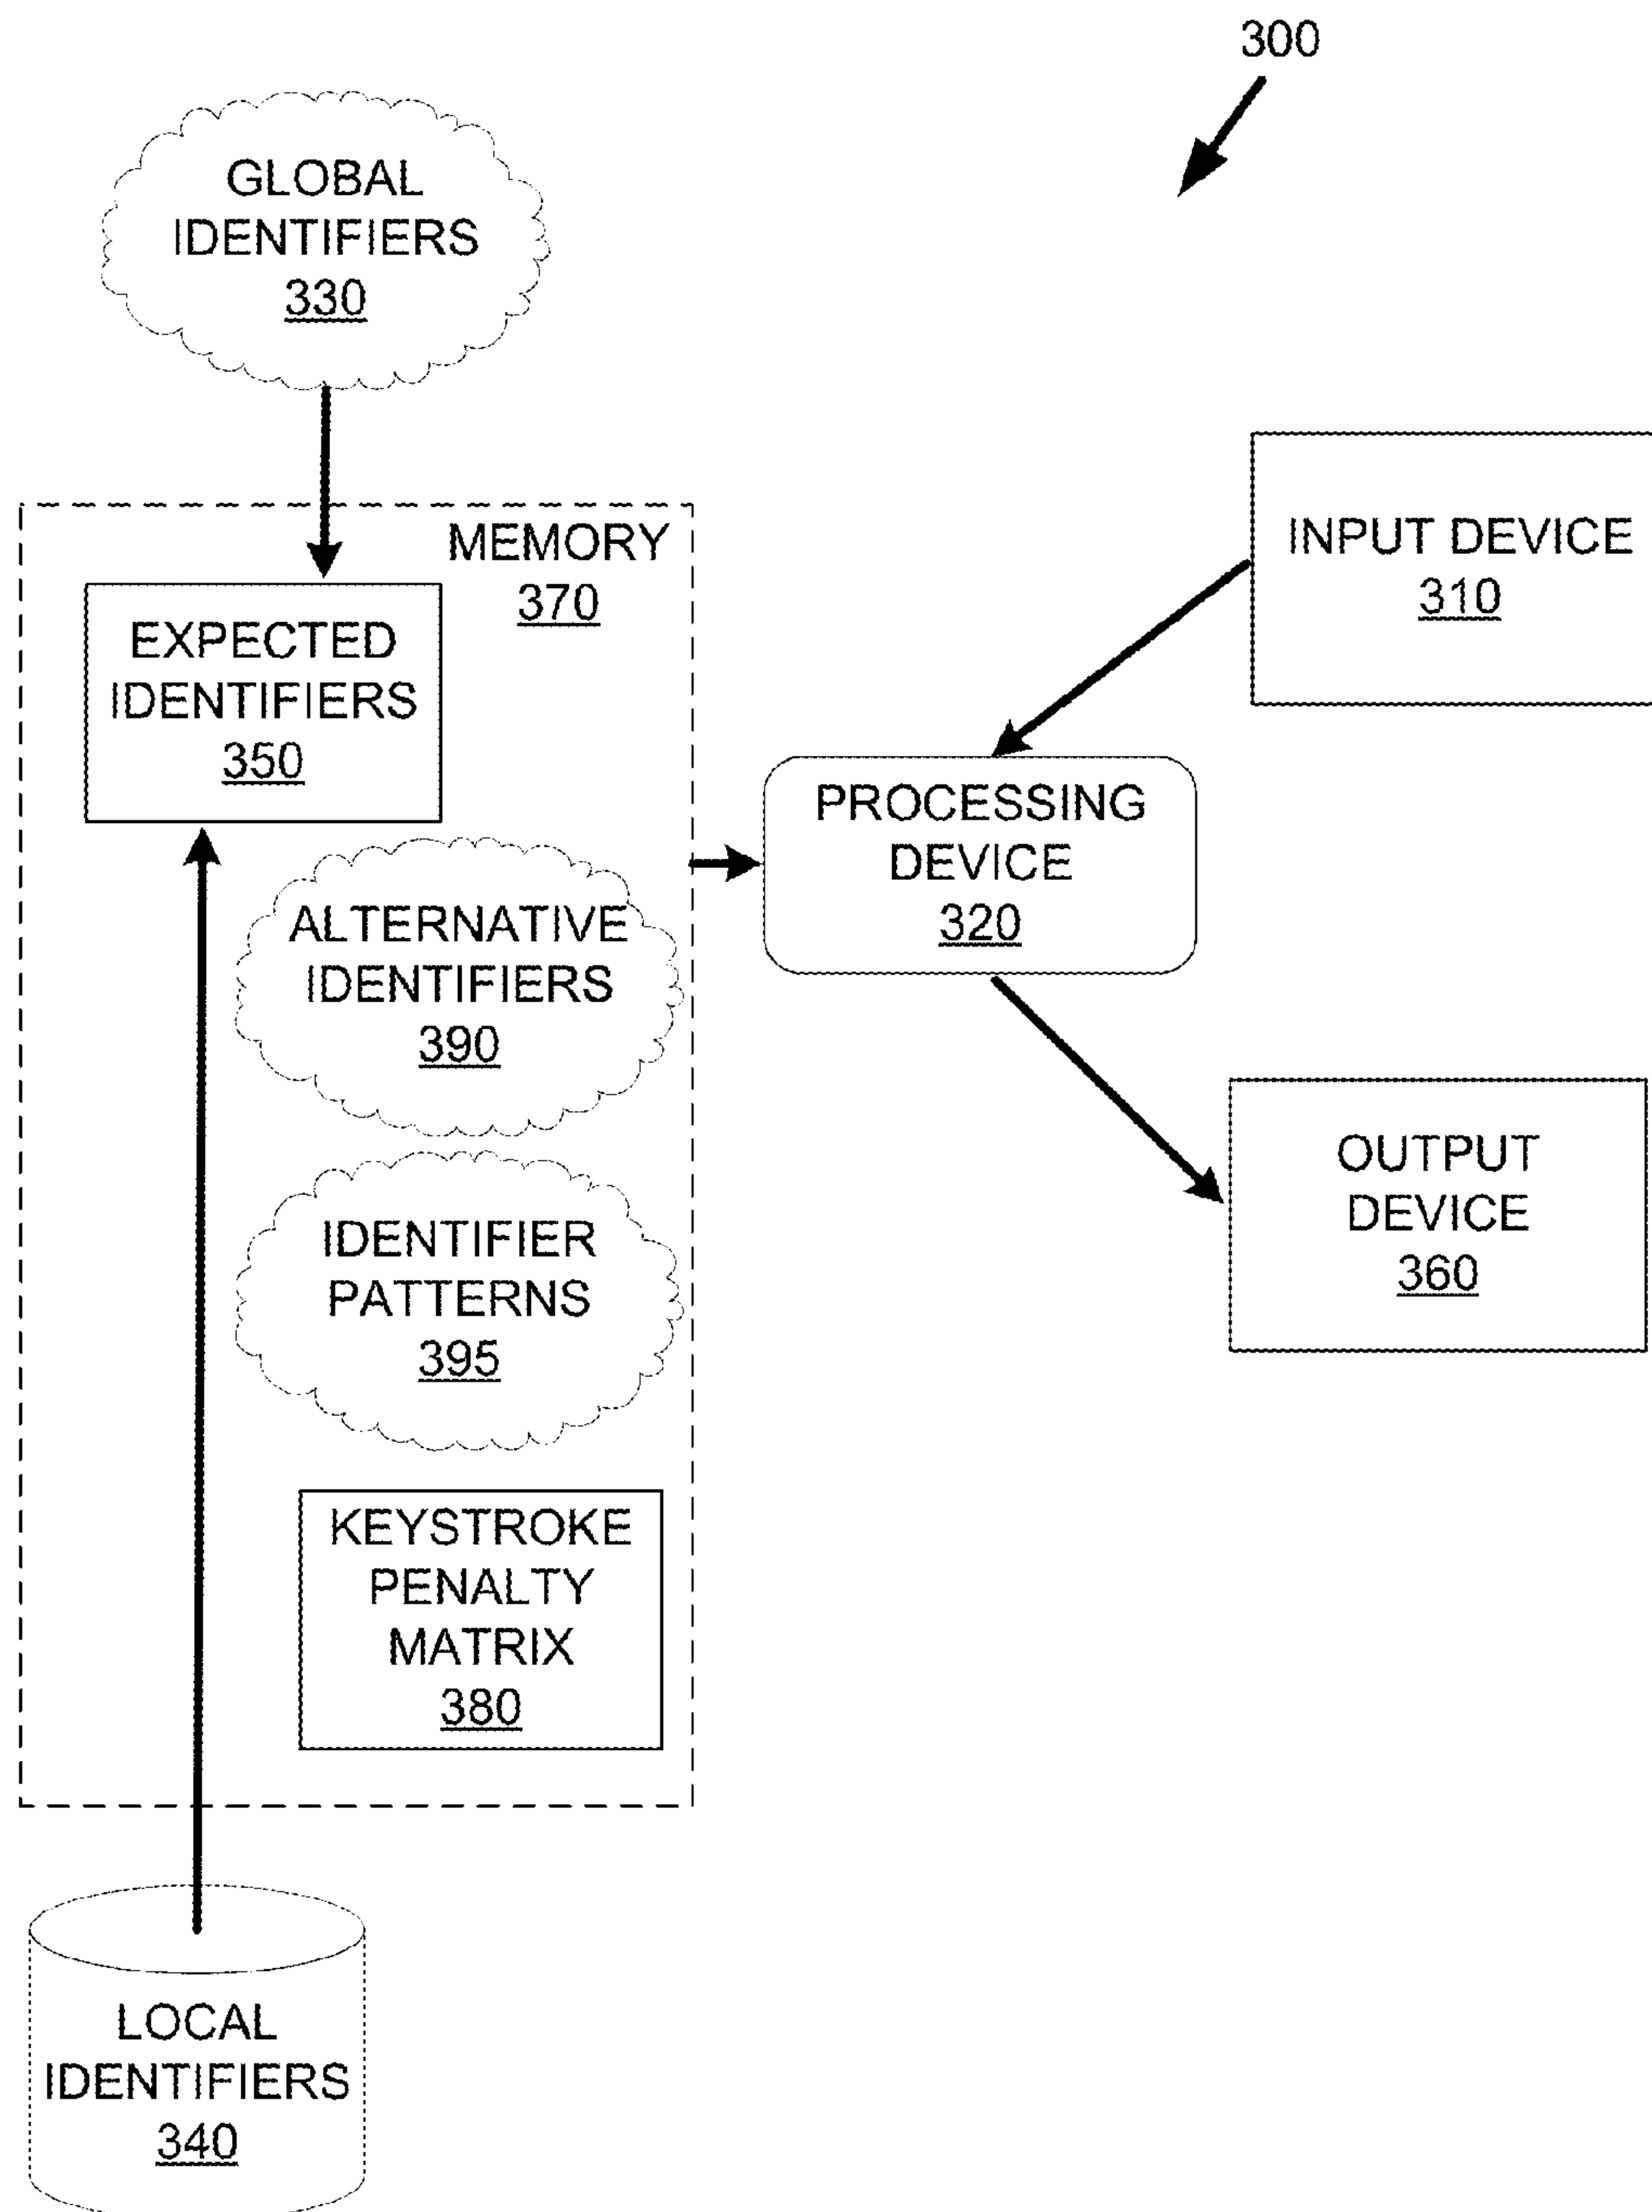 300
GLOBAL
IDENTIFIERS
330
MEMORY
370
EXPECTED
IDENTIFIERS
350
INPUT DEVICE
310
PROCESSING
DEVICE
320
ALTERNATIVE
IDENTIFIERS
390
OUTPUT
DEVICE
360
IDENTIFIER
PATTERNS
395
KEYSTROKE
PENALTY
MATRIX
380
LOCAL
IDENTIFIERS
340